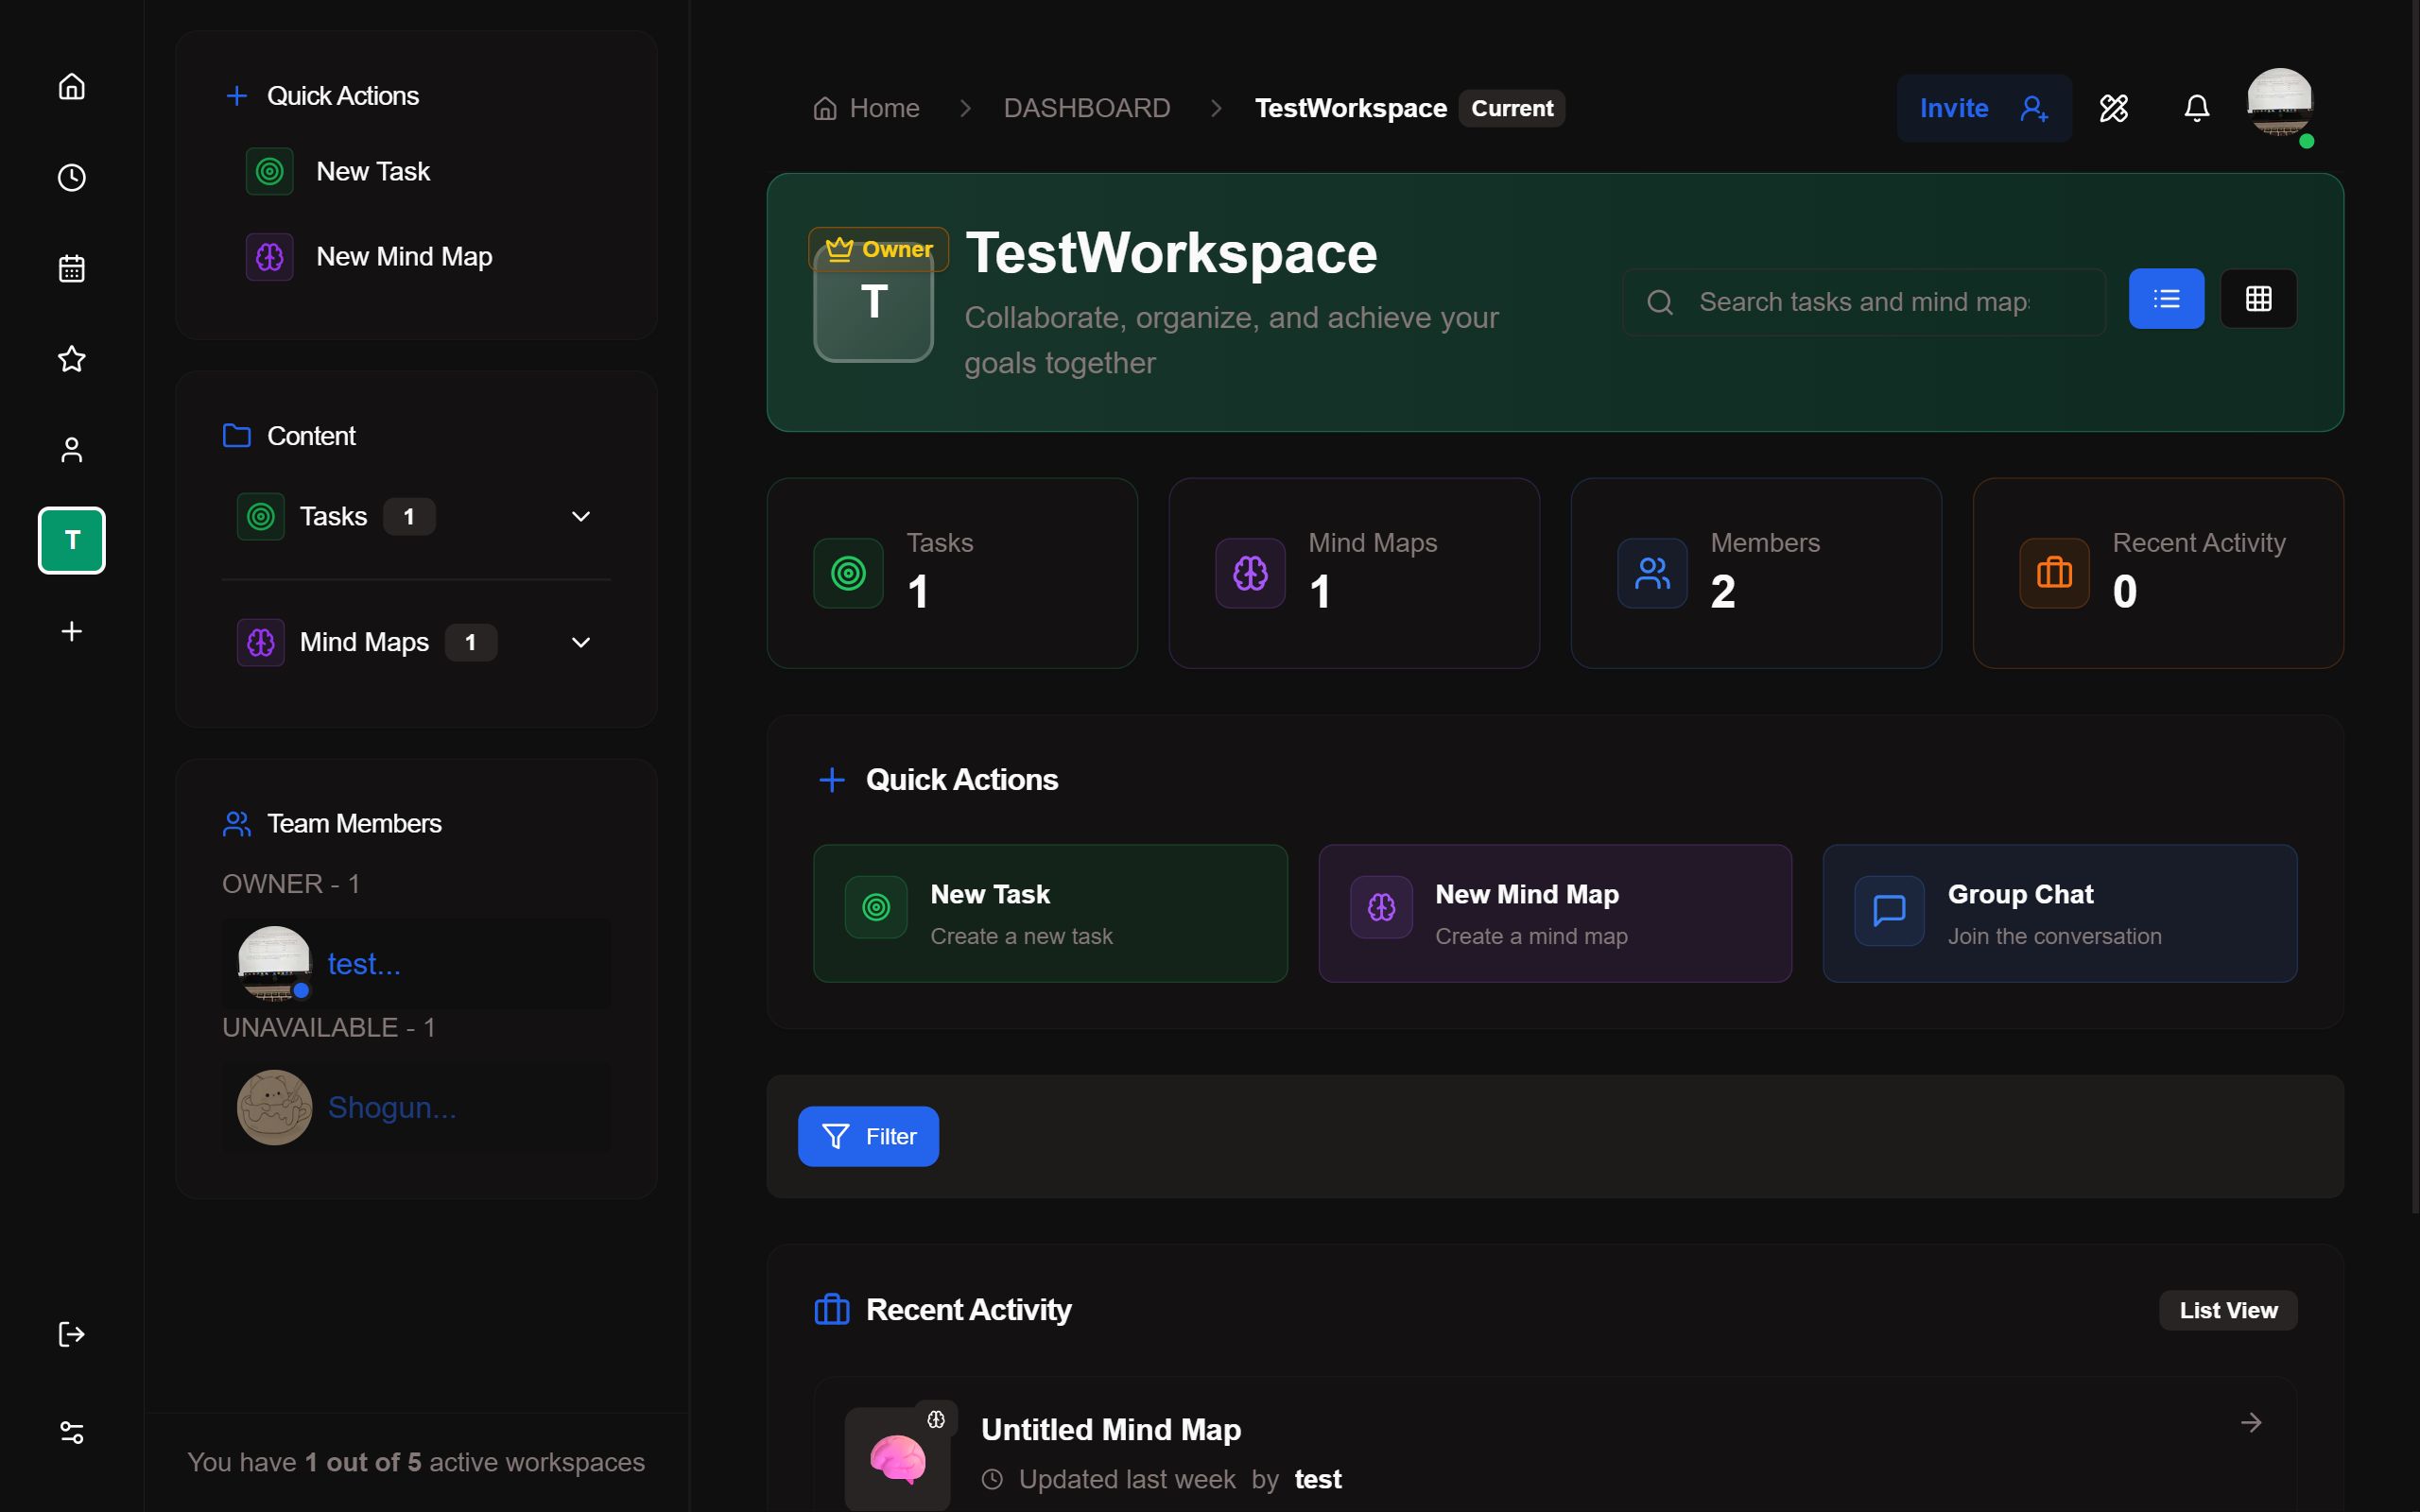 Quick Actions
New Task
New Mind Map
Content
Tasks 1
Mind Maps 1
Team Members
OWNER - 1
test...
UNAVAILABLE - 1
Shogun...
You have 1 out of 5 active workspaces
T
Home DASHBOARD TestWorkspace Current
Invite
Owner
T
TestWorkspace
Collaborate, organize, and achieve your
goals together
Search tasks and mind maps
Tasks
1
Mind Maps
1
Members
2
Recent Activity
0
Quick Actions
New Task
Create a new task
New Mind Map
Create a mind map
Group Chat
Join the conversation
Filter
Recent Activity
List View
Untitled Mind Map
Updated last week by test